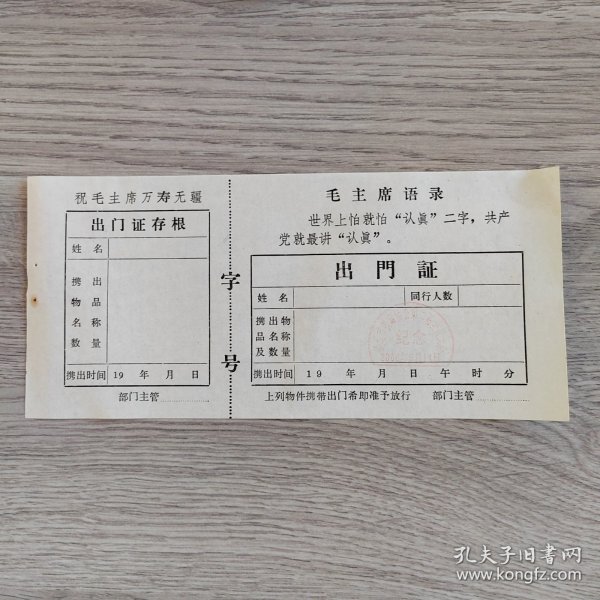 祝毛主席万寿无疆
出门证存根
姓名
携出
物品
名称
数量
携出时间 19 年 月 日
部门主管
字
号
毛主席语录
世界上怕就怕“认眞”二字，共产
党就最讲“认眞”。
出門証
姓名 同行人数
携出物
品名称
及数量
携出时间 19 年 月 日 午 时 分
上列物件携带出门希即准予放行 部门主管
纪念
孔夫子旧书网
www.kongfz.com